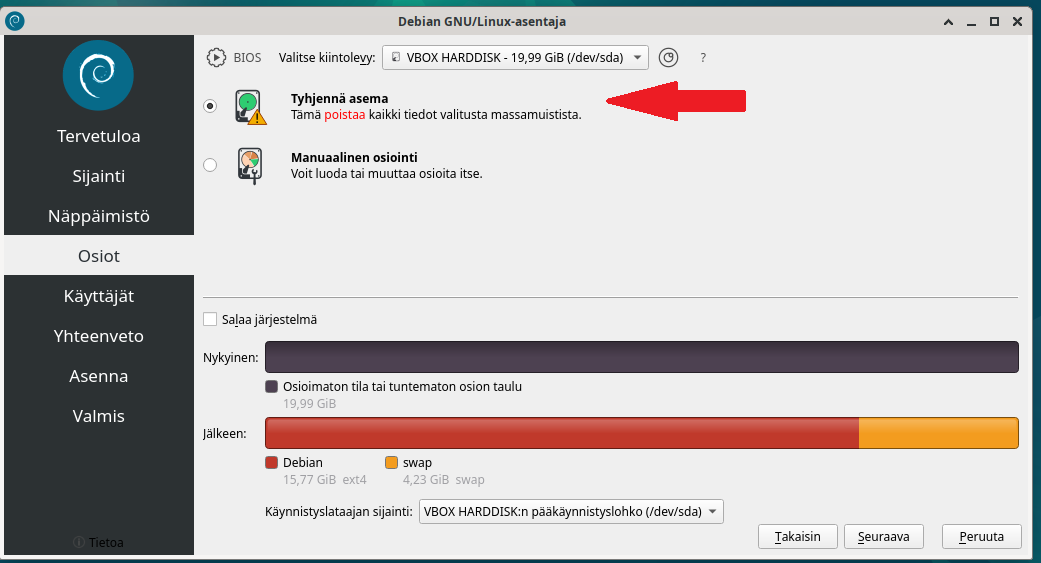 Debian GNU/Linux-asentaja
Tervetuloa
Sijainti
Näppäimistö
Osiot
Käyttäjät
Yhteenveto
Asenna
Valmis
Tietoa
BIOS
Valitse kiintolevy:
VBOX HARDDISK - 19,99 GiB (/dev/sda)
?
Tyhjennä asema
Tämä poistaa kaikki tiedot valitusta massamuistista.
Manuaalinen osiointi
Voit luoda tai muuttaa osioita itse.
Salaa järjestelmä
Nykyinen:
Osioimaton tila tai tuntematon osion taulu
19,99 GiB
Jälkeen:
Debian
15,77 GiB ext4
swap
4,23 GiB swap
Käynnistyslataajan sijainti:
VBOX HARDDISK:n pääkäynnistyslohko (/dev/sda)
Takaisin
Seuraava
Peruuta